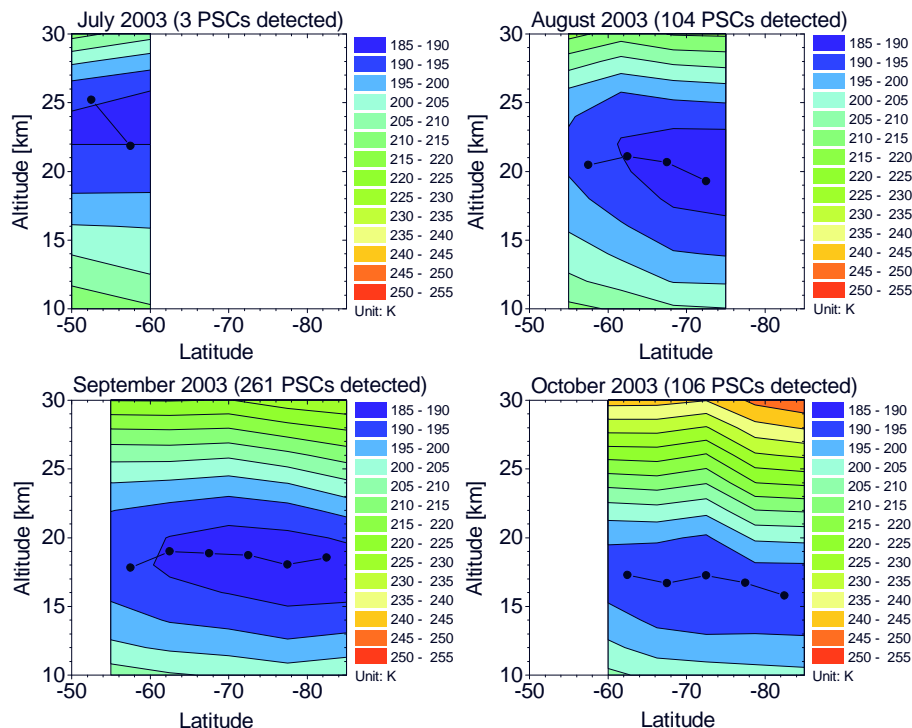 July 2003 (3 PSCs detected)
30
25
20
15
10
Altitude [km]
-50
-60
-70
-80
Latitude
185 - 190
190 - 195
195 - 200
200 - 205
205 - 210
210 - 215
215 - 220
220 - 225
225 - 230
230 - 235
235 - 240
240 - 245
245 - 250
250 - 255
Unit: K
August 2003 (104 PSCs detected)
30
25
20
15
10
Altitude [km]
-50
-60
-70
-80
Latitude
185 - 190
190 - 195
195 - 200
200 - 205
205 - 210
210 - 215
215 - 220
220 - 225
225 - 230
230 - 235
235 - 240
240 - 245
245 - 250
250 - 255
Unit: K
September 2003 (261 PSCs detected)
30
25
20
15
10
Altitude [km]
-50
-60
-70
-80
Latitude
185 - 190
190 - 195
195 - 200
200 - 205
205 - 210
210 - 215
215 - 220
220 - 225
225 - 230
230 - 235
235 - 240
240 - 245
245 - 250
250 - 255
Unit: K
October 2003 (106 PSCs detected)
30
25
20
15
10
Altitude [km]
-50
-60
-70
-80
Latitude
185 - 190
190 - 195
195 - 200
200 - 205
205 - 210
210 - 215
215 - 220
220 - 225
225 - 230
230 - 235
235 - 240
240 - 245
245 - 250
250 - 255
Unit: K